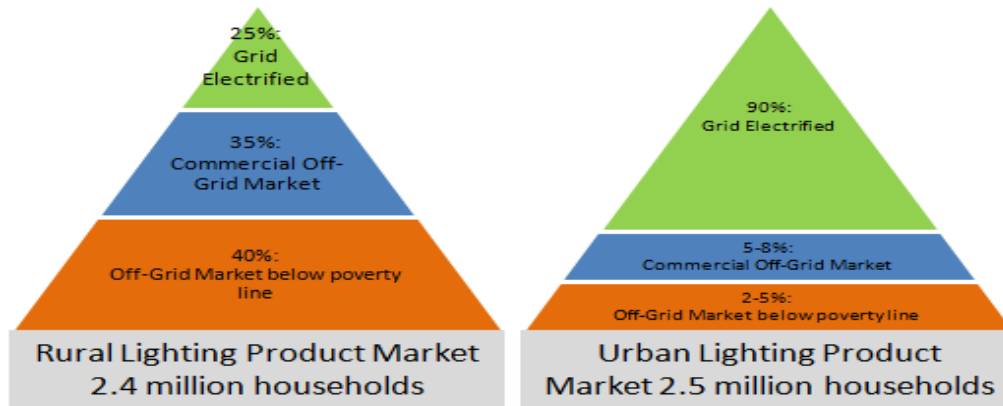 25%:
Grid
Electrified
35%:
Commercial Off-
Grid Market
40%:
Off-Grid Market below poverty
line
Rural Lighting Product Market
2.4 million households
90%:
Grid Electrified
5-8%:
Commercial Off-Grid Market
2-5%:
Off-Grid Market below poverty line
Urban Lighting Product
Market 2.5 million households